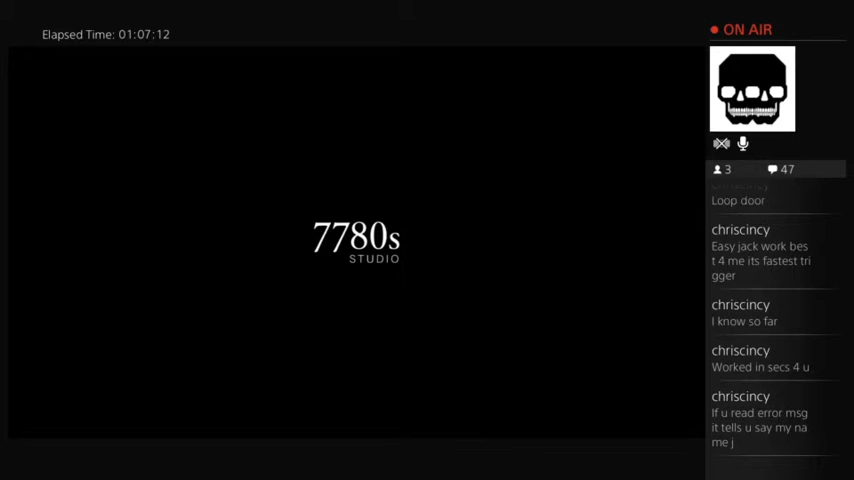 Elapsed Time: 01:07:12
ON AIR
7780s
STUDIO
3 47
Loop door
chriscincy
Easy jack work bes
t 4 me its fastest tri
gger
chriscincy
I know so far
chriscincy
Worked in secs 4 u
chriscincy
If u read error msg
it tells u say my na
me j